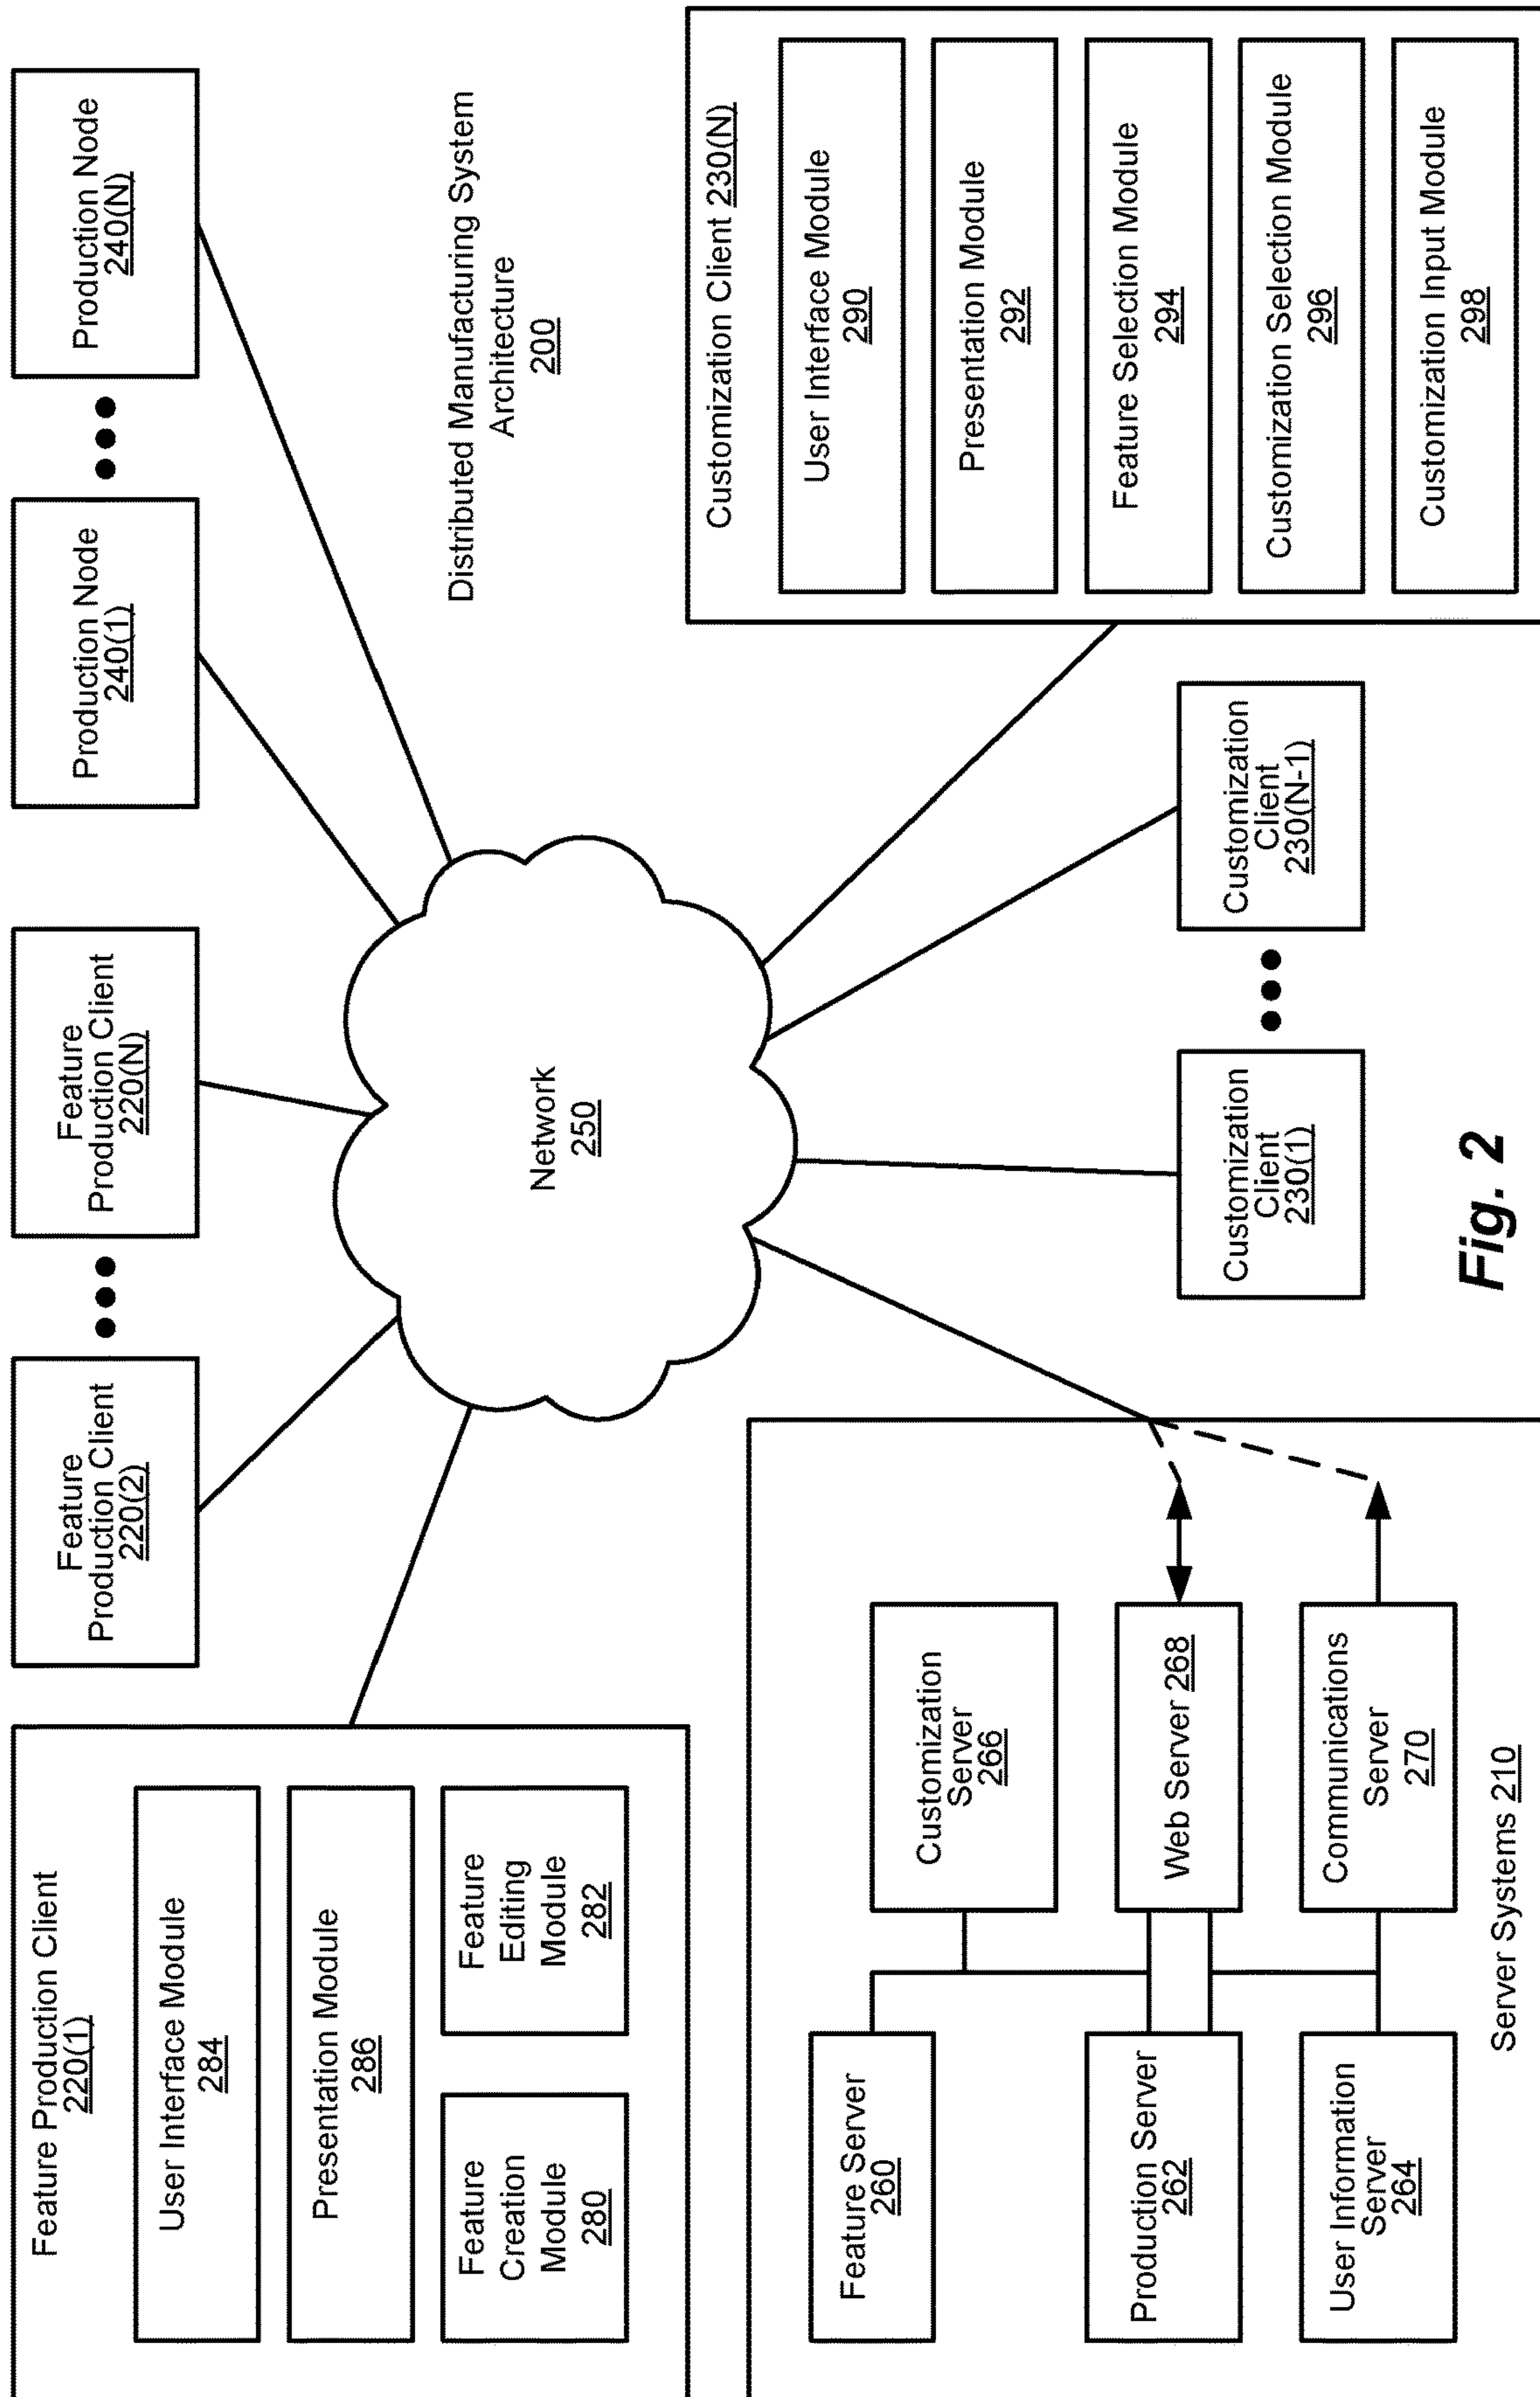 Feature Production Client
220(1)
User Interface Module
284
Presentation Module
286
Feature
Creation
Module
280
Feature
Editing
Module
282
Feature
Production Client
220(2)
Feature
Production Client
220(N)
Production Node
240(1)
Production Node
240(N)
Distributed Manufacturing System
Architecture
200
Network
250
Feature Server
260
Production Server
262
User Information
Server
264
Customization
Server
266
Web Server 268
Communications
Server
270
Server Systems 210
Customization
Client
230(1)
Customization
Client
230(N-1)
Customization Client 230(N)
User Interface Module
290
Presentation Module
292
Feature Selection Module
294
Customization Selection Module
296
Customization Input Module
298
Fig. 2